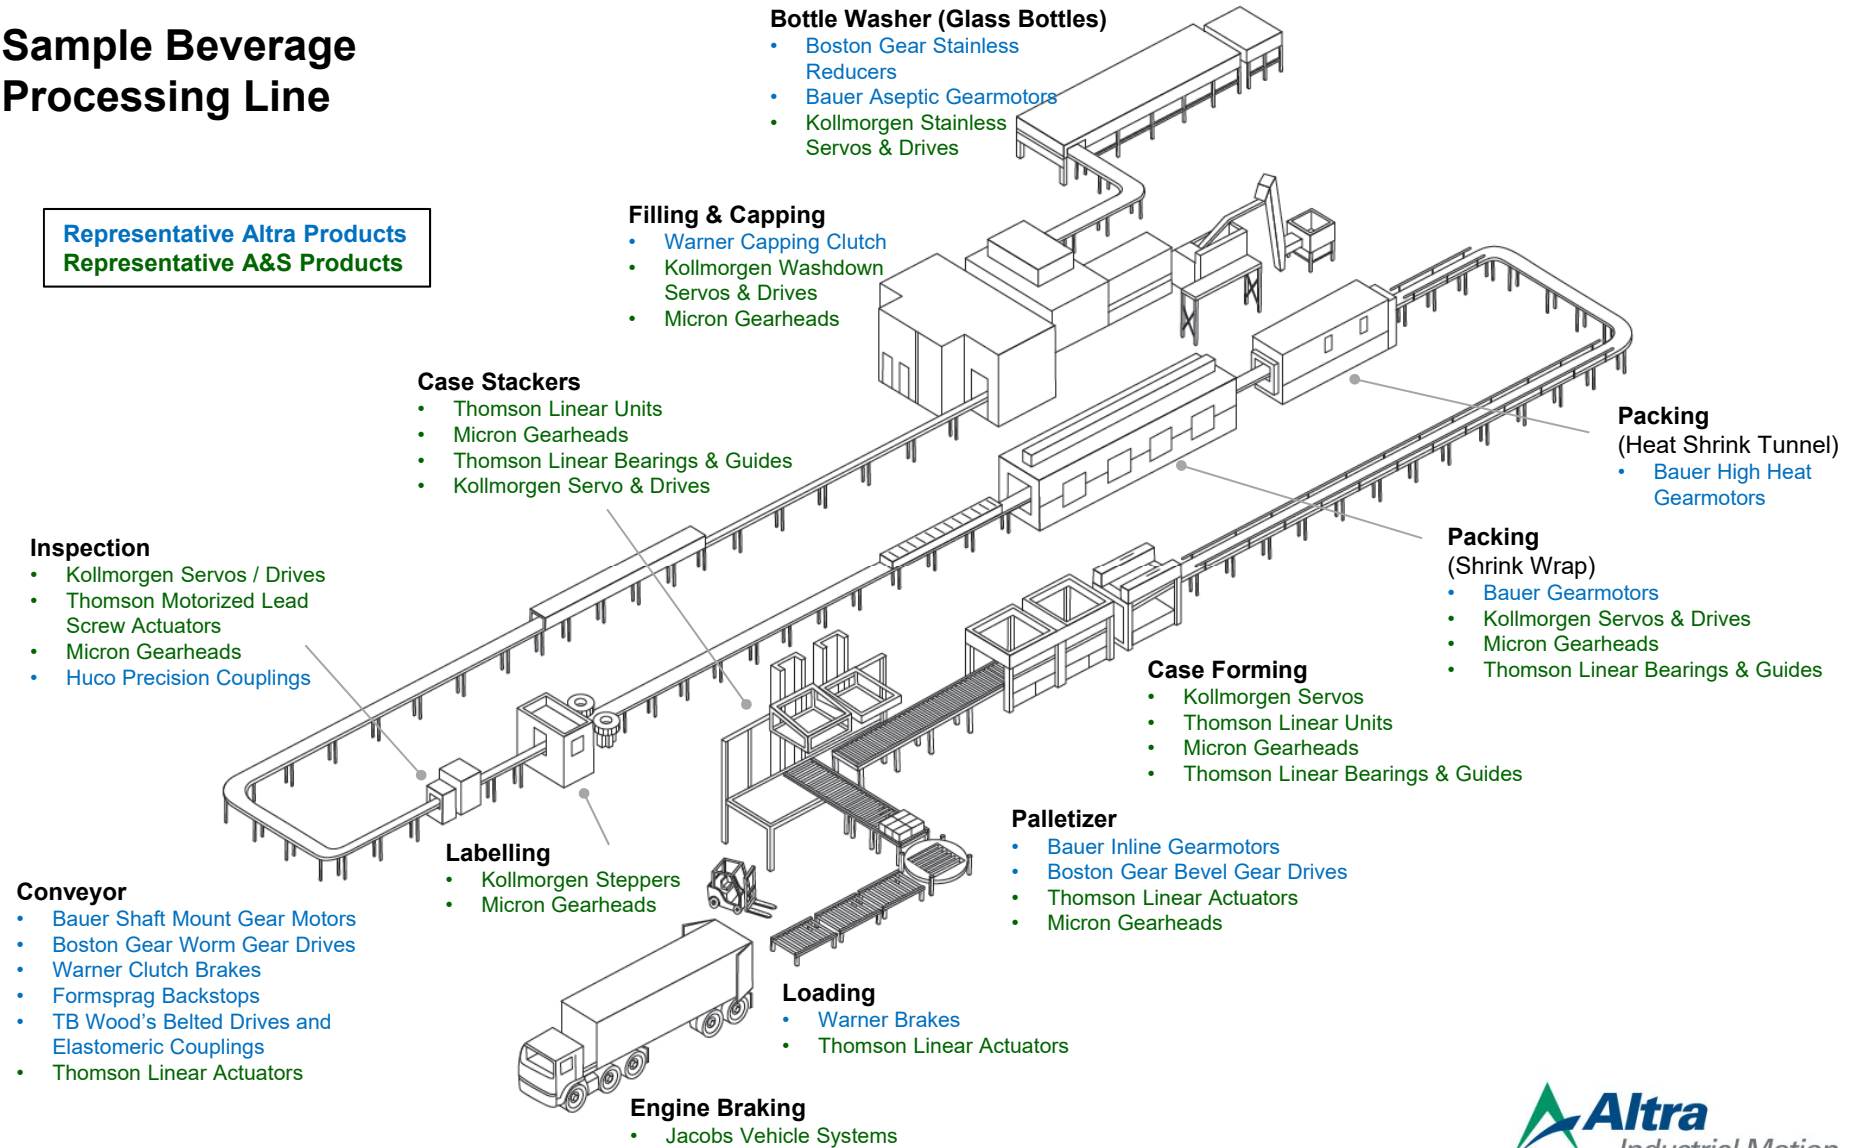 Sample Beverage
Processing Line
Representative Altra Products
Representative A&S Products
Bottle Washer (Glass Bottles)
• Boston Gear Stainless
Reducers
• Bauer Aseptic Gearmotors
• Kollmorgen Stainless
Servos & Drives
Filling & Capping
• Warner Capping Clutch
• Kollmorgen Washdown
Servos & Drives
• Micron Gearheads
Case Stackers
• Thomson Linear Units
• Micron Gearheads
• Thomson Linear Bearings & Guides
• Kollmorgen Servo & Drives
Packing
(Heat Shrink Tunnel)
• Bauer High Heat
Gearmotors
Inspection
• Kollmorgen Servos / Drives
• Thomson Motorized Lead
Screw Actuators
• Micron Gearheads
• Huco Precision Couplings
Packing
(Shrink Wrap)
• Bauer Gearmotors
• Kollmorgen Servos & Drives
• Micron Gearheads
• Thomson Linear Bearings & Guides
Case Forming
• Kollmorgen Servos
• Thomson Linear Units
• Micron Gearheads
• Thomson Linear Bearings & Guides
Palletizer
• Bauer Inline Gearmotors
• Boston Gear Bevel Gear Drives
• Thomson Linear Actuators
• Micron Gearheads
Labelling
• Kollmorgen Steppers
• Micron Gearheads
Conveyor
• Bauer Shaft Mount Gear Motors
• Boston Gear Worm Gear Drives
• Warner Clutch Brakes
• Formsprag Backstops
• TB Wood's Belted Drives and
Elastomeric Couplings
• Thomson Linear Actuators
Loading
• Warner Brakes
• Thomson Linear Actuators
Engine Braking
• Jacobs Vehicle Systems
Altra
Industrial Motion